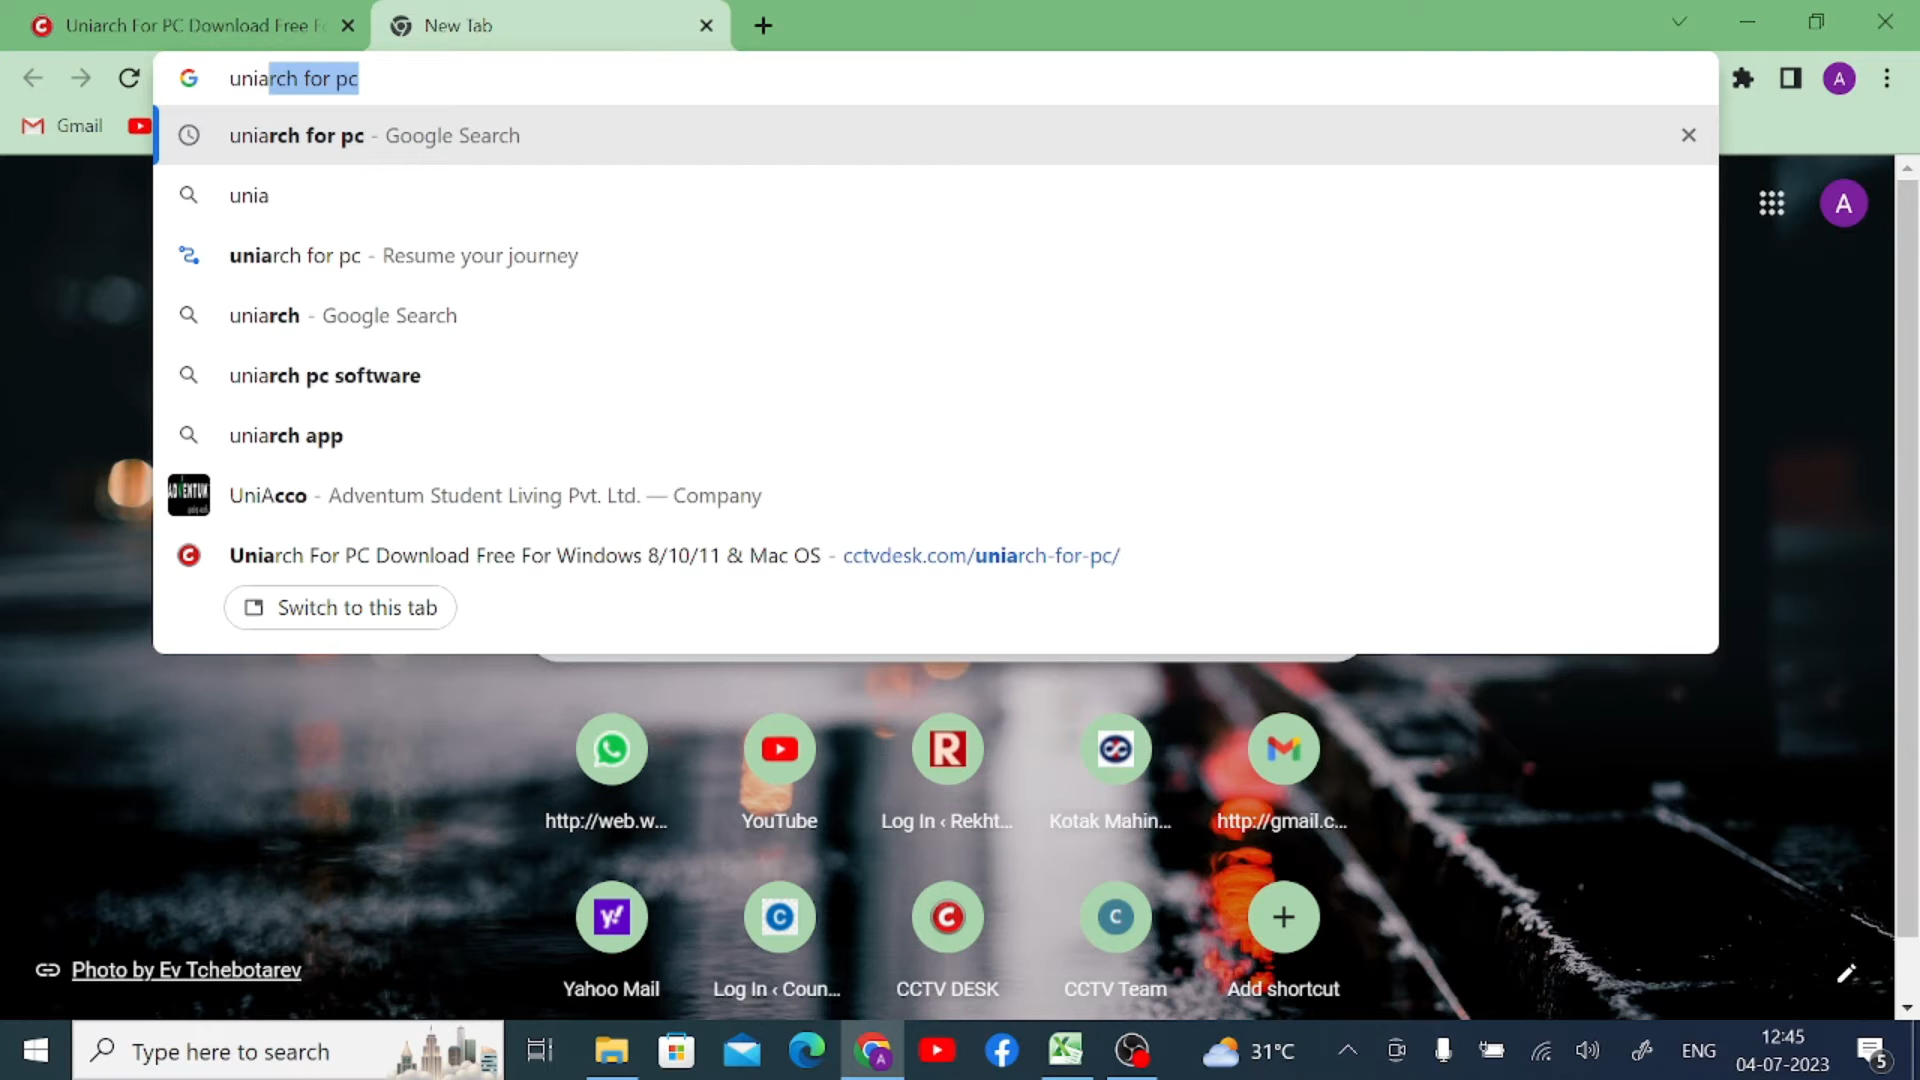 Uniarch For PC Download Free Fo
New Tab
uniarch for pc
Gmail
uniarch for pc - Google Search
unia
uniarch for pc - Resume your journey
uniarch - Google Search
uniarch pc software
uniarch app
UniAcco - Adventum Student Living Pvt. Ltd. — Company
Uniarch For PC Download Free For Windows 8/10/11 & Mac OS - cctvdesk.com/uniarch-for-pc/
Switch to this tab
A
A
http://web.w...
YouTube
Log In ‹ Rekht...
Kotak Mahin...
http://gmail.c...
Yahoo Mail
Log In ‹ Coun...
CCTV DESK
CCTV Team
Add shortcut
Photo by Ev Tchebotarev
Type here to search
31°C
ENG
12:45
04-07-2023
5